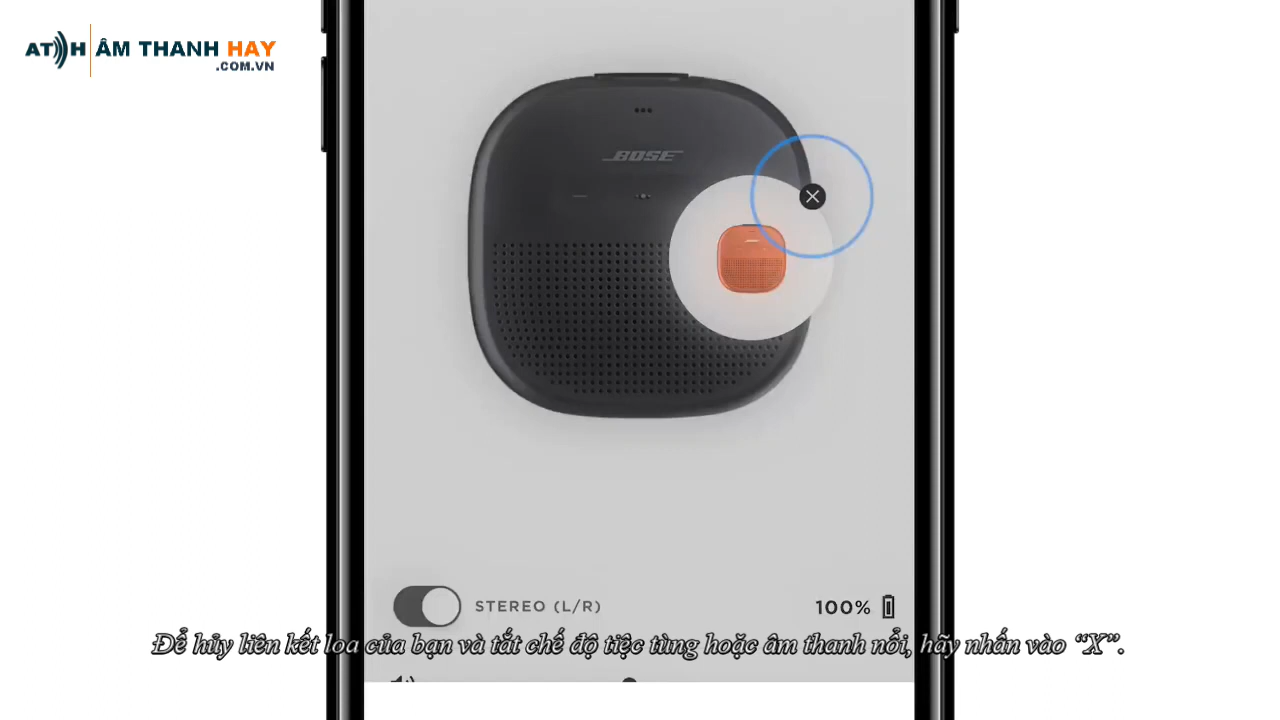 ATH ÂM THANH HAY
.COM.VN
BOSE
STEREO (L/R)
100%
Để hủy liên kết loa của bạn và tắt chế độ tiệc tùng hoặc âm thanh nổi, hãy nhấn vào “X”.